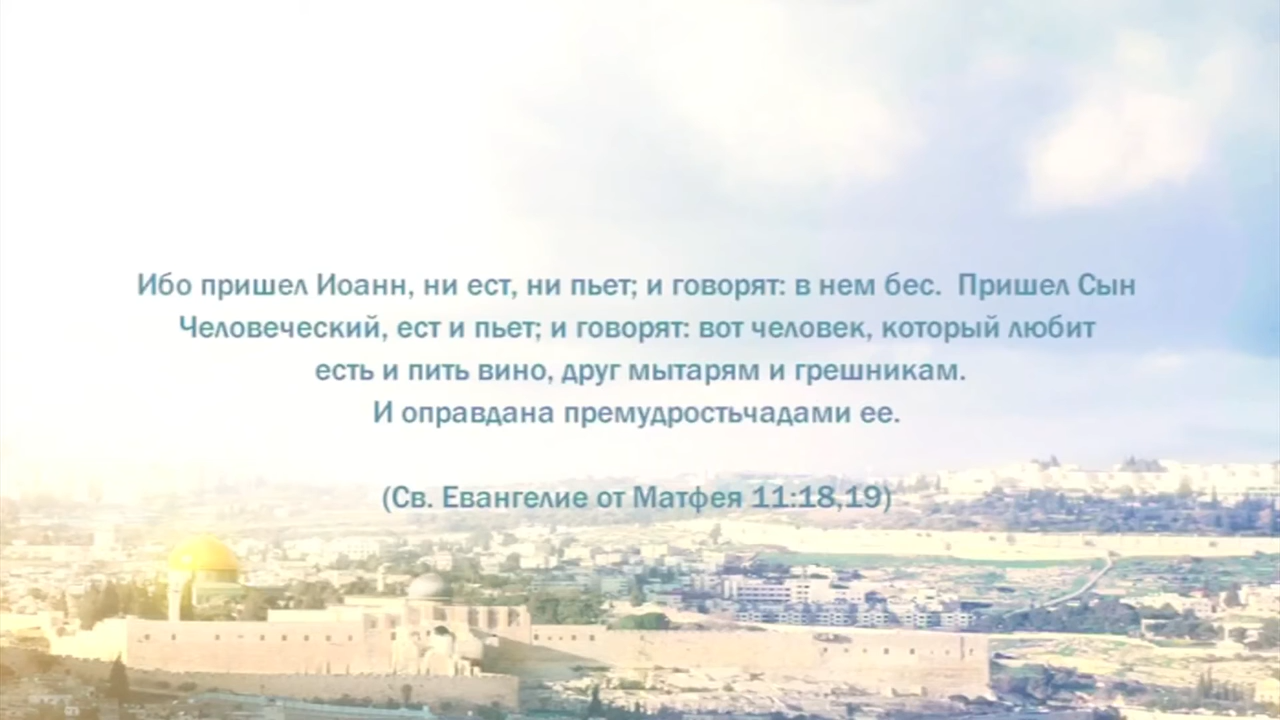 Ибо пришел Иоанн, ни ест, ни пьет; и говорят: в нем бес.  Пришел Сын
Человеческий, ест и пьет; и говорят: вот человек, который любит
есть и пить вино, друг мытарям и грешникам.
И оправдана премудростьчадами ее.
(Св. Евангелие от Матфея 11:18,19)